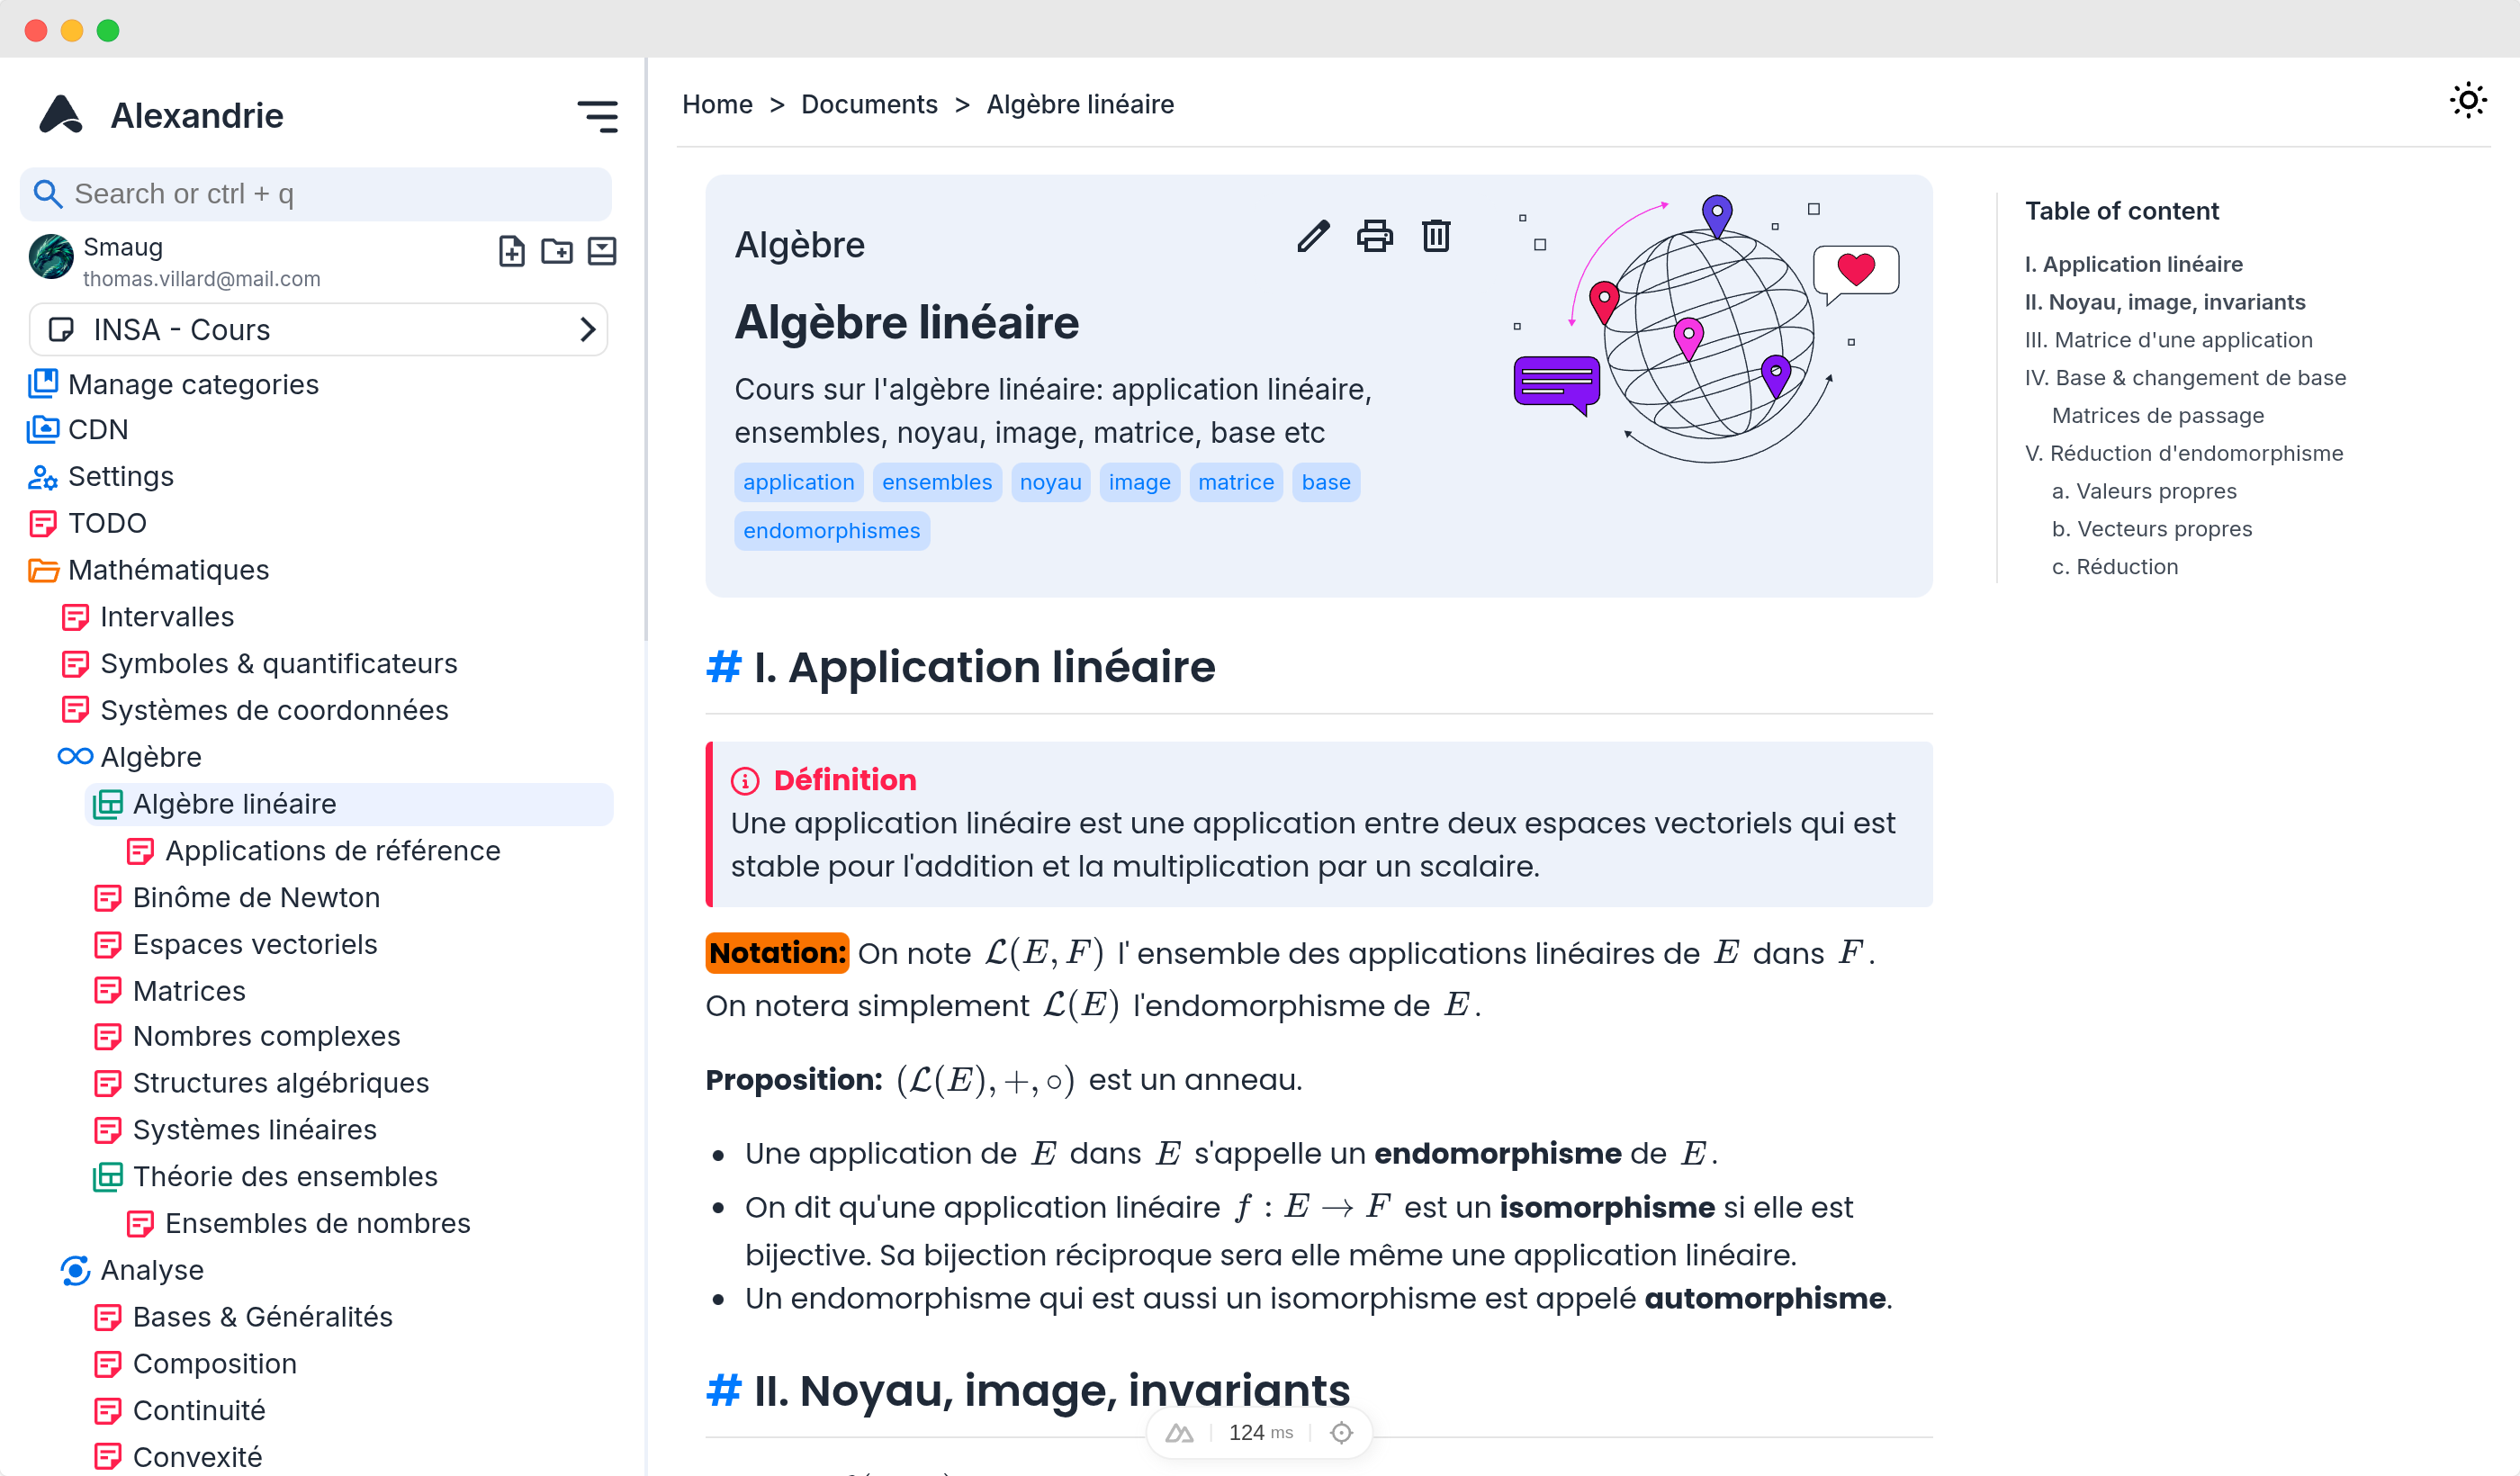 Alexandrie
Search or ctrl + q
Smaug
thomas.villard@mail.com
INSA - Cours
Manage categories
CDN
Settings
TODO
Mathématiques
Intervalles
Symboles & quantificateurs
Systèmes de coordonnées
Algèbre
Algèbre linéaire
Applications de référence
Binôme de Newton
Espaces vectoriels
Matrices
Nombres complexes
Structures algébriques
Systèmes linéaires
Théorie des ensembles
Ensembles de nombres
Analyse
Bases & Généralités
Composition
Continuité
Convexité
Home > Documents > Algèbre linéaire
Algèbre
Algèbre linéaire
Cours sur l'algèbre linéaire: application linéaire,
ensembles, noyau, image, matrice, base etc
application ensembles noyau image matrice base
endomorphismes
# I. Application linéaire
Définition
Une application linéaire est une application entre deux espaces vectoriels qui est
stable pour l'addition et la multiplication par un scalaire.
Notation: On note ℒ(E, F) l' ensemble des applications linéaires de E dans F.
On notera simplement ℒ(E) l'endomorphisme de E.
Proposition: (ℒ(E), +, ∘) est un anneau.
• Une application de E dans E s'appelle un endomorphisme de E.
• On dit qu'une application linéaire f : E → F est un isomorphisme si elle est
bijective. Sa bijection réciproque sera elle même une application linéaire.
• Un endomorphisme qui est aussi un isomorphisme est appelé automorphisme.
# II. Noyau, image, invariants
124 ms
Table of content
I. Application linéaire
II. Noyau, image, invariants
III. Matrice d'une application
IV. Base & changement de base
Matrices de passage
V. Réduction d'endomorphisme
a. Valeurs propres
b. Vecteurs propres
c. Réduction